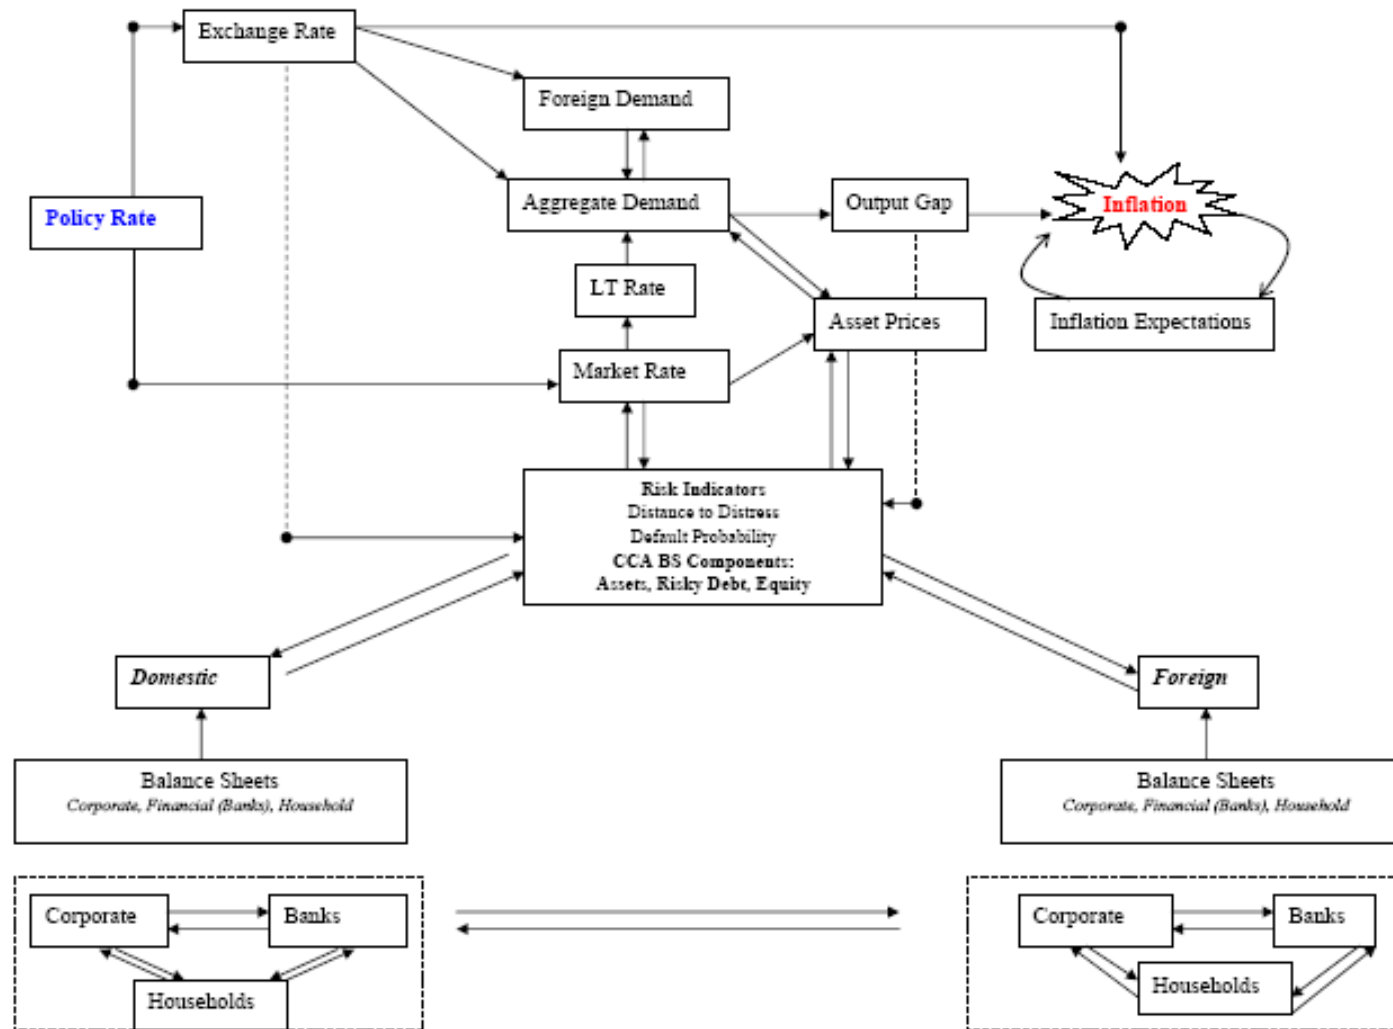 Exchange Rate
Foreign Demand
Policy Rate
Aggregate Demand
Output Gap
Inflation
LT Rate
Asset Prices
Inflation Expectations
Market Rate
Risk Indicators
Distance to Distress
Default Probability
CCA BS Components:
Assets, Risky Debt, Equity
Domestic
Foreign
Balance Sheets
Corporate, Financial (Banks), Household
Balance Sheets
Corporate, Financial (Banks), Household
Corporate
Banks
Households
Corporate
Banks
Households